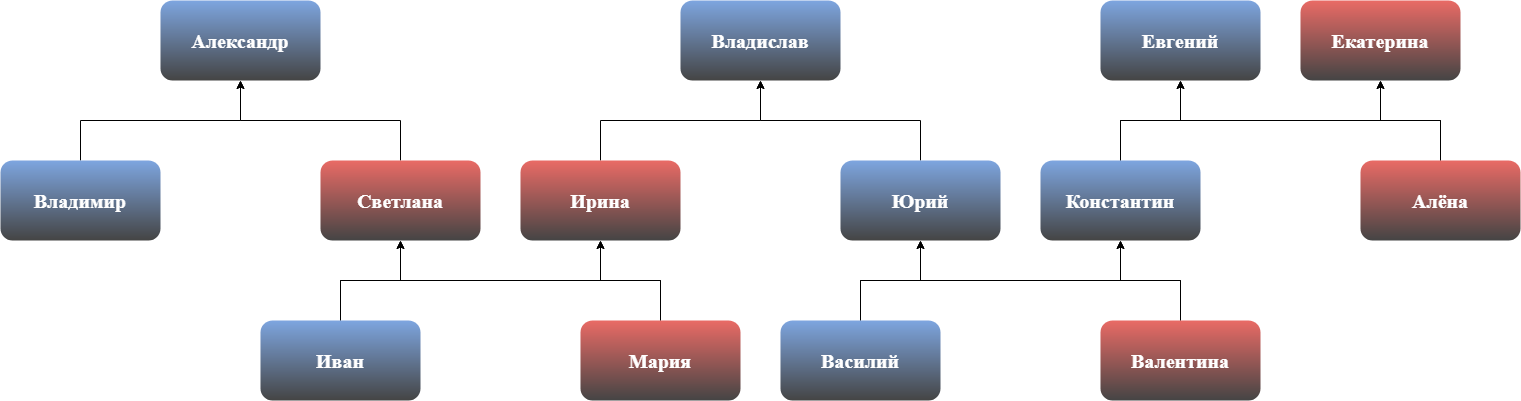 Александр
Владислав
Евгений
Екатерина
Владимир
Светлана
Ирина
Юрий
Константин
Алёна
Иван
Мария
Василий
Валентина